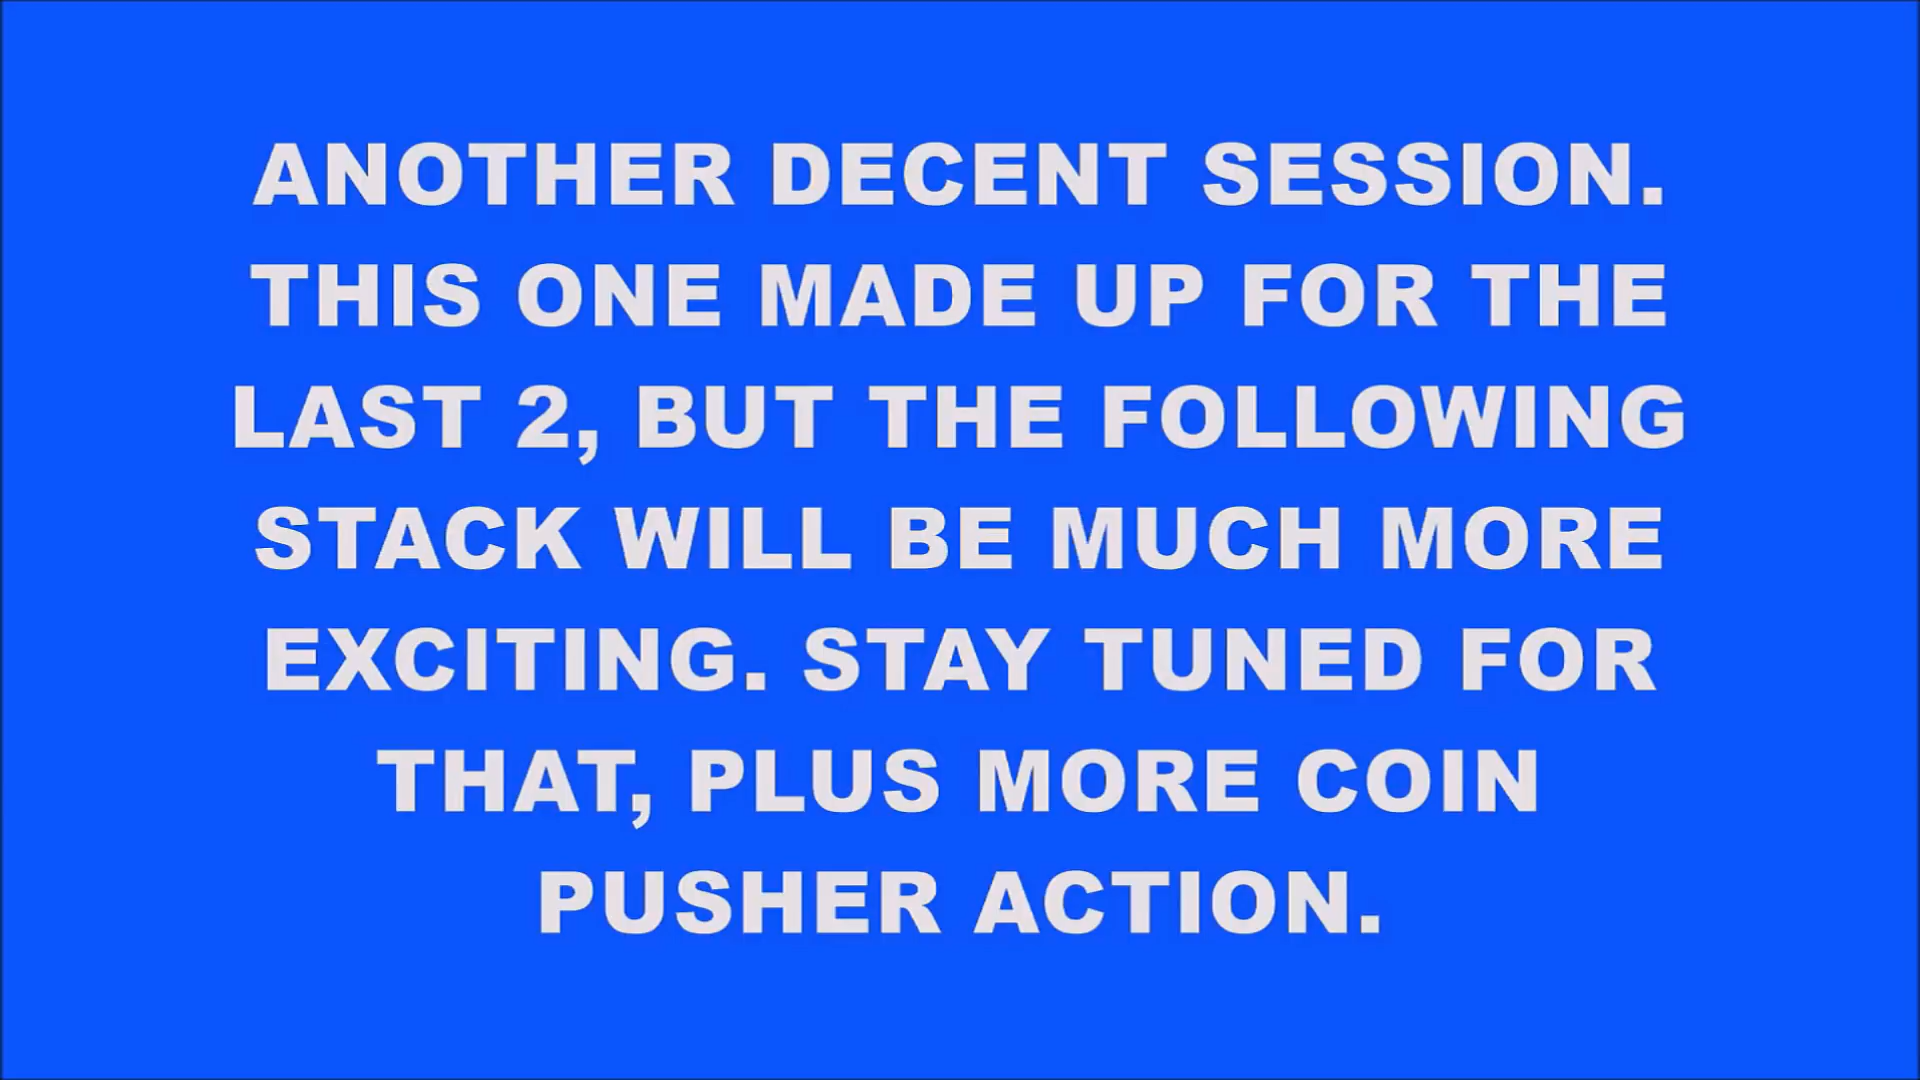 ANOTHER DECENT SESSION.
THIS ONE MADE UP FOR THE
LAST 2, BUT THE FOLLOWING
STACK WILL BE MUCH MORE
EXCITING. STAY TUNED FOR
THAT, PLUS MORE COIN
PUSHER ACTION.